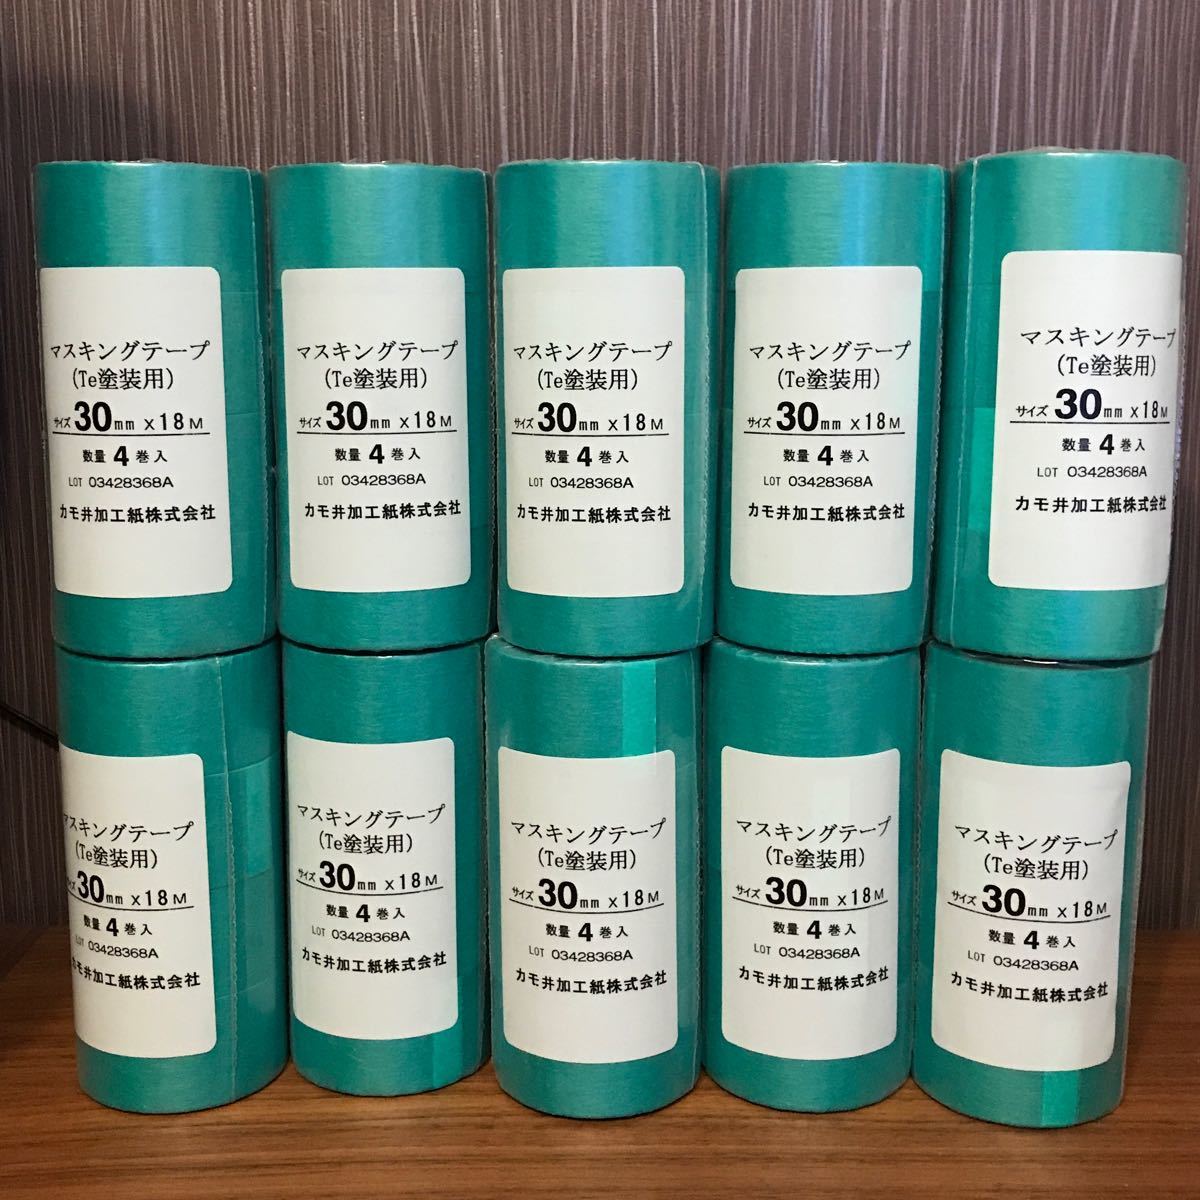 マスキングテープ
(Te塗装用)
サイズ 30mm x 18M
数量 4 巻入
LOT 03428368A
カモ井加工紙株式会社
マスキングテープ
(Te塗装用)
サイズ 30mm x 18M
数量 4 巻入
LOT 03428368A
カモ井加工紙株式会社
マスキングテープ
(Te塗装用)
サイズ 30mm x 18M
数量 4 巻入
LOT 03428368A
カモ井加工紙株式会社
マスキングテープ
(Te塗装用)
サイズ 30mm x 18M
数量 4 巻入
LOT 03428368A
カモ井加工紙株式会社
マスキングテープ
(Te塗装用)
サイズ 30mm x 18M
数量 4 巻入
LOT 03428368A
カモ井加工紙株式会社
マスキングテープ
(Te塗装用)
サイズ 30mm x 18M
数量 4 巻入
LOT 03428368A
カモ井加工紙株式会社
マスキングテープ
(Te塗装用)
サイズ 30mm x 18M
数量 4 巻入
LOT 03428368A
カモ井加工紙株式会社
マスキングテープ
(Te塗装用)
サイズ 30mm x 18M
数量 4 巻入
LOT 03428368A
カモ井加工紙株式会社
マスキングテープ
(Te塗装用)
サイズ 30mm x 18M
数量 4 巻入
LOT 03428368A
カモ井加工紙株式会社
マスキングテープ
(Te塗装用)
サイズ 30mm x 18M
数量 4 巻入
LOT 03428368A
カモ井加工紙株式会社